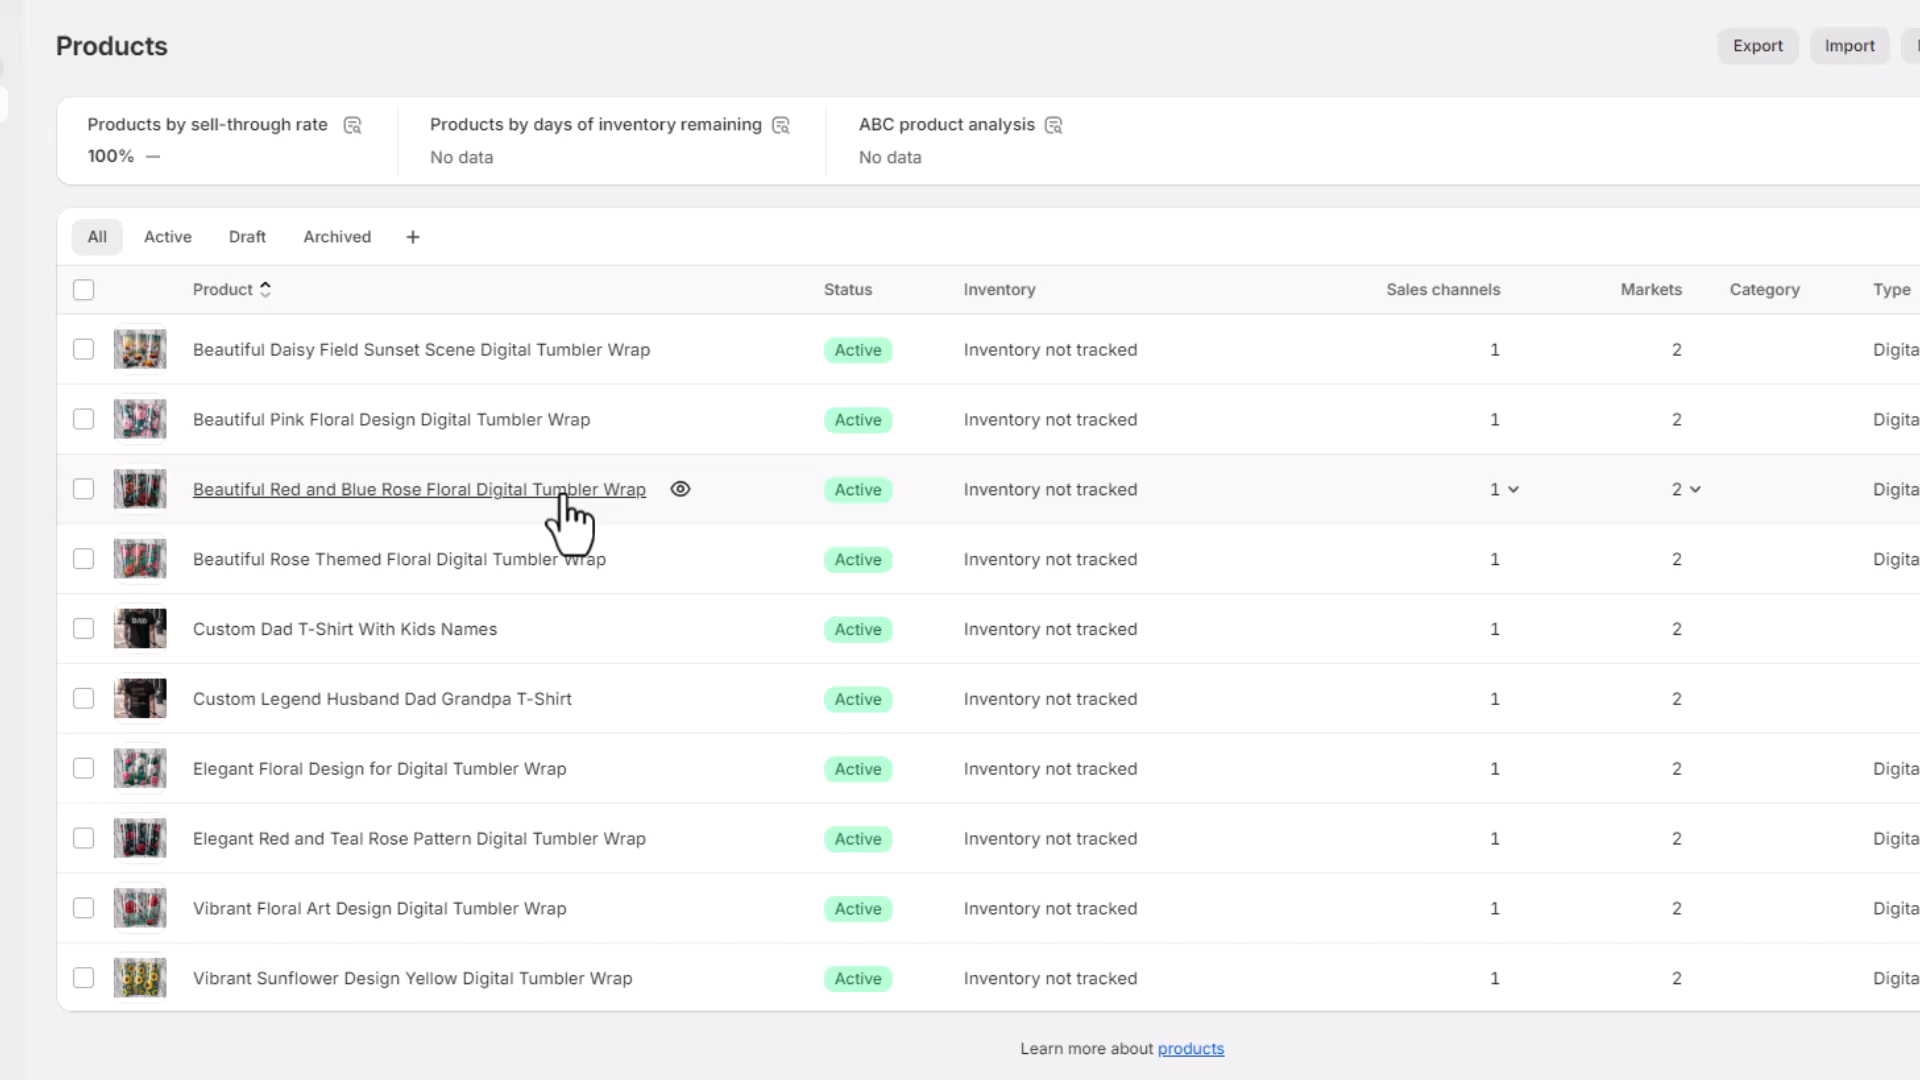 Products
Export
Import
Products by sell-through rate
100% —
Products by days of inventory remaining
No data
ABC product analysis
No data
All
Active
Draft
Archived
+
Product
Status
Inventory
Sales channels
Markets
Category
Type
Beautiful Daisy Field Sunset Scene Digital Tumbler Wrap
Active
Inventory not tracked
1
2
Digita
Beautiful Pink Floral Design Digital Tumbler Wrap
Active
Inventory not tracked
1
2
Digita
Beautiful Red and Blue Rose Floral Digital Tumbler Wrap
Active
Inventory not tracked
1
2
Digita
Beautiful Rose Themed Floral Digital Tumbler Wrap
Active
Inventory not tracked
1
2
Digita
Custom Dad T-Shirt With Kids Names
Active
Inventory not tracked
1
2
Custom Legend Husband Dad Grandpa T-Shirt
Active
Inventory not tracked
1
2
Elegant Floral Design for Digital Tumbler Wrap
Active
Inventory not tracked
1
2
Digita
Elegant Red and Teal Rose Pattern Digital Tumbler Wrap
Active
Inventory not tracked
1
2
Digita
Vibrant Floral Art Design Digital Tumbler Wrap
Active
Inventory not tracked
1
2
Digita
Vibrant Sunflower Design Yellow Digital Tumbler Wrap
Active
Inventory not tracked
1
2
Digita
Learn more about products